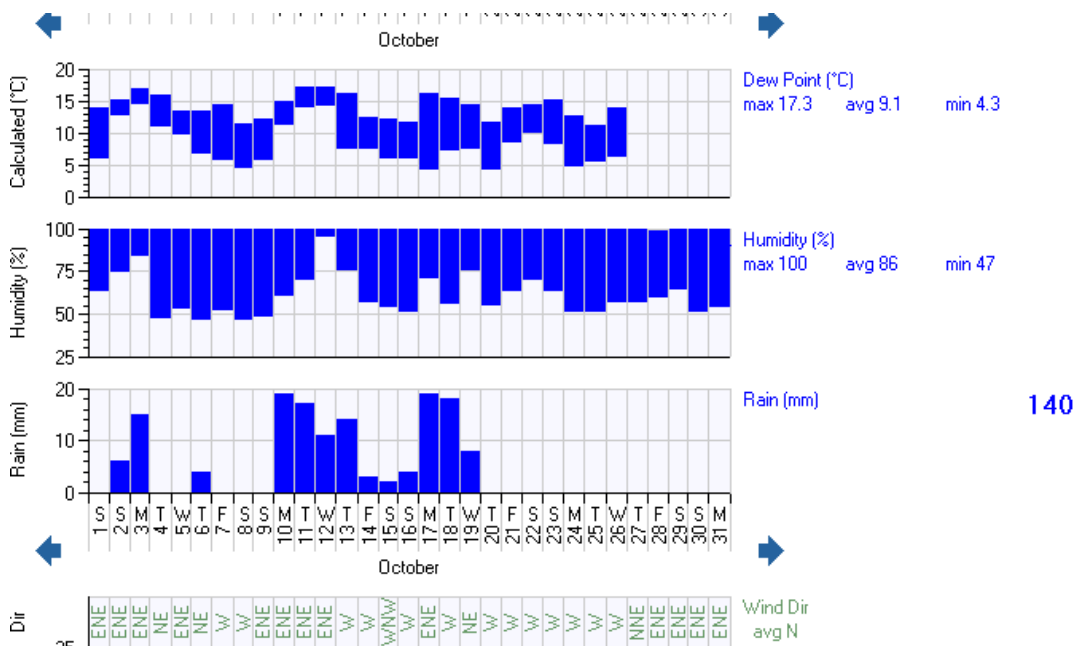 October
Calculated (°C)
20
15
10
5
0
Dew Point (°C)
max 17.3 avg 9.1 min 4.3
Humidity (%)
100
75
50
25
Humidity (%)
max 100 avg 86 min 47
Rain (mm)
20
10
0
Rain (mm)
140
S S M T W T F S S M T W T F S S M T W T F S S M T W T F S S M
1 2 3 4 5 6 7 8 9 10 11 12 13 14 15 16 17 18 19 20 21 22 23 24 25 26 27 28 29 30 31
October
Dir
ENE ENE ENE NE ENE NE W W ENE ENE ENE ENE W W WNW W ENE W NE W W W W W W W NNE ENE ENE ENE ENE
Wind Dir
avg N